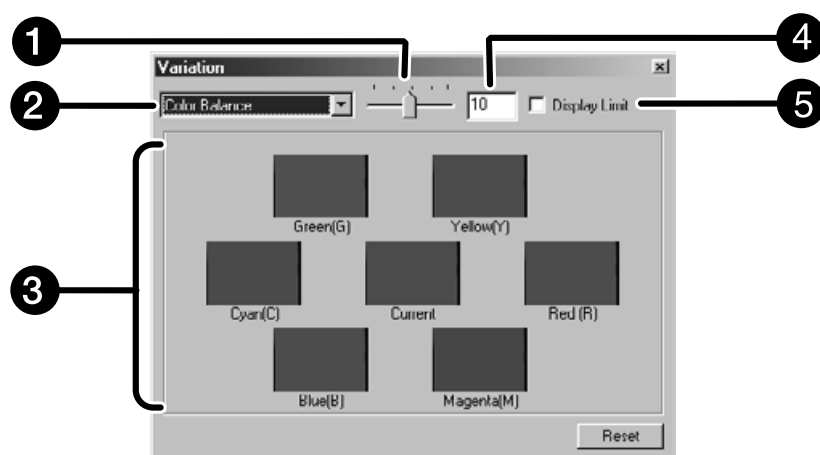 1
4
Variation
2
Color Balance
10
Display Limit
5
Green(G)
Yellow(Y)
3
Cyan(C)
Current
Red (R)
Blue(B)
Magenta(M)
Reset